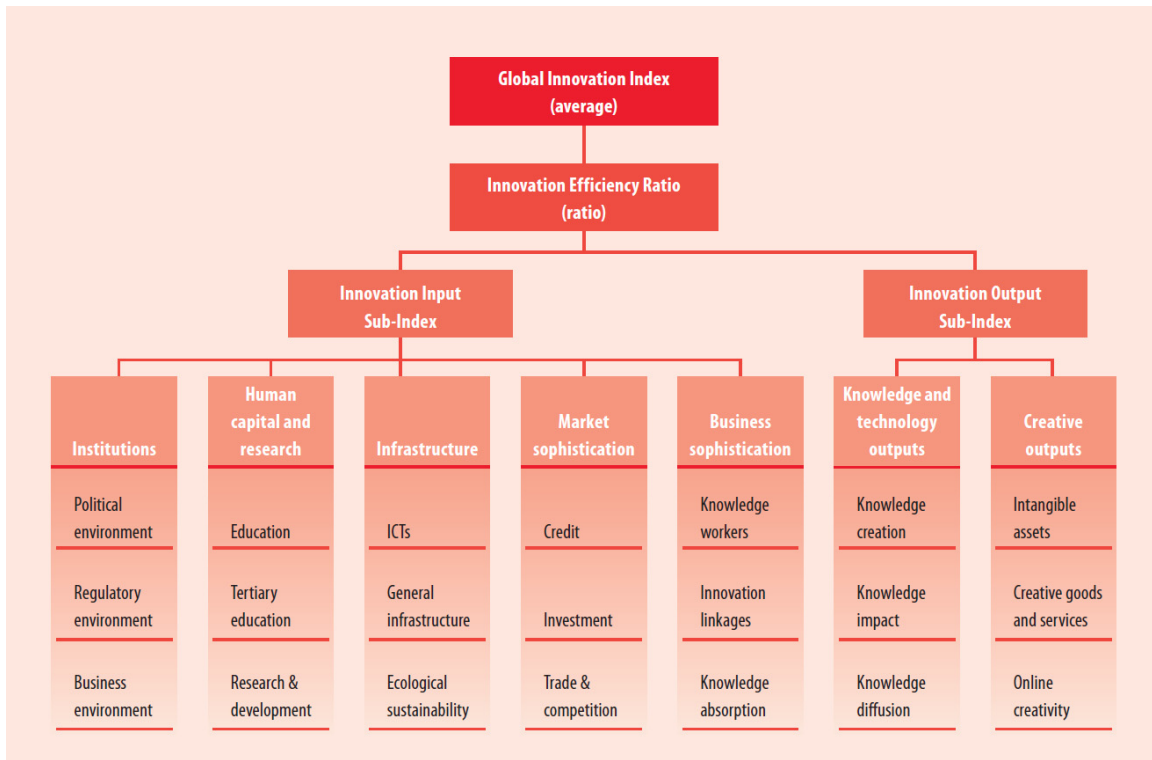 Global Innovation Index
(average)
Innovation Efficiency Ratio
(ratio)
Innovation Input
Sub-Index
Innovation Output
Sub-Index
Institutions
Human
capital and
research
Infrastructure
Market
sophistication
Business
sophistication
Knowledge and
technology
outputs
Creative
outputs
Political
environment
Education
ICTs
Credit
Knowledge
workers
Knowledge
creation
Intangible
assets
Regulatory
environment
Tertiary
education
General
infrastructure
Investment
Innovation
linkages
Knowledge
impact
Creative goods
and services
Business
environment
Research &
development
Ecological
sustainability
Trade &
competition
Knowledge
absorption
Knowledge
diffusion
Online
creativity